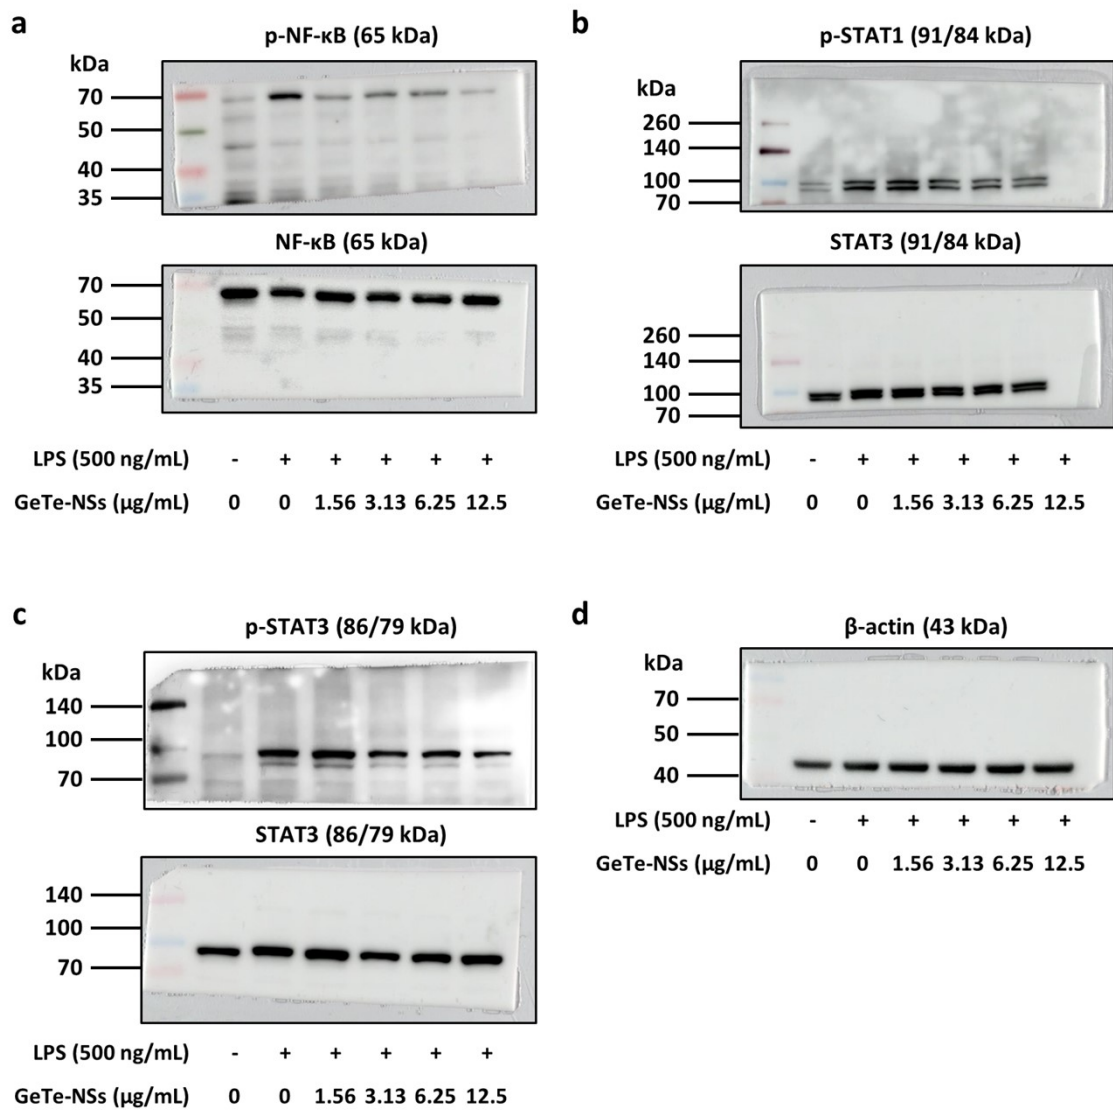 a
p-NF-κB (65 kDa)
kDa
70
50
40
35
NF-κB (65 kDa)
70
50
40
35
LPS (500 ng/mL) - + + + + +
GeTe-NSs (μg/mL) 0 0 1.56 3.13 6.25 12.5
b
p-STAT1 (91/84 kDa)
kDa
260
140
100
70
STAT3 (91/84 kDa)
260
140
100
70
LPS (500 ng/mL) - + + + + +
GeTe-NSs (μg/mL) 0 0 1.56 3.13 6.25 12.5
c
p-STAT3 (86/79 kDa)
kDa
140
100
70
STAT3 (86/79 kDa)
140
100
70
LPS (500 ng/mL) - + + + + +
GeTe-NSs (μg/mL) 0 0 1.56 3.13 6.25 12.5
d
β-actin (43 kDa)
kDa
70
50
40
LPS (500 ng/mL) - + + + + +
GeTe-NSs (μg/mL) 0 0 1.56 3.13 6.25 12.5